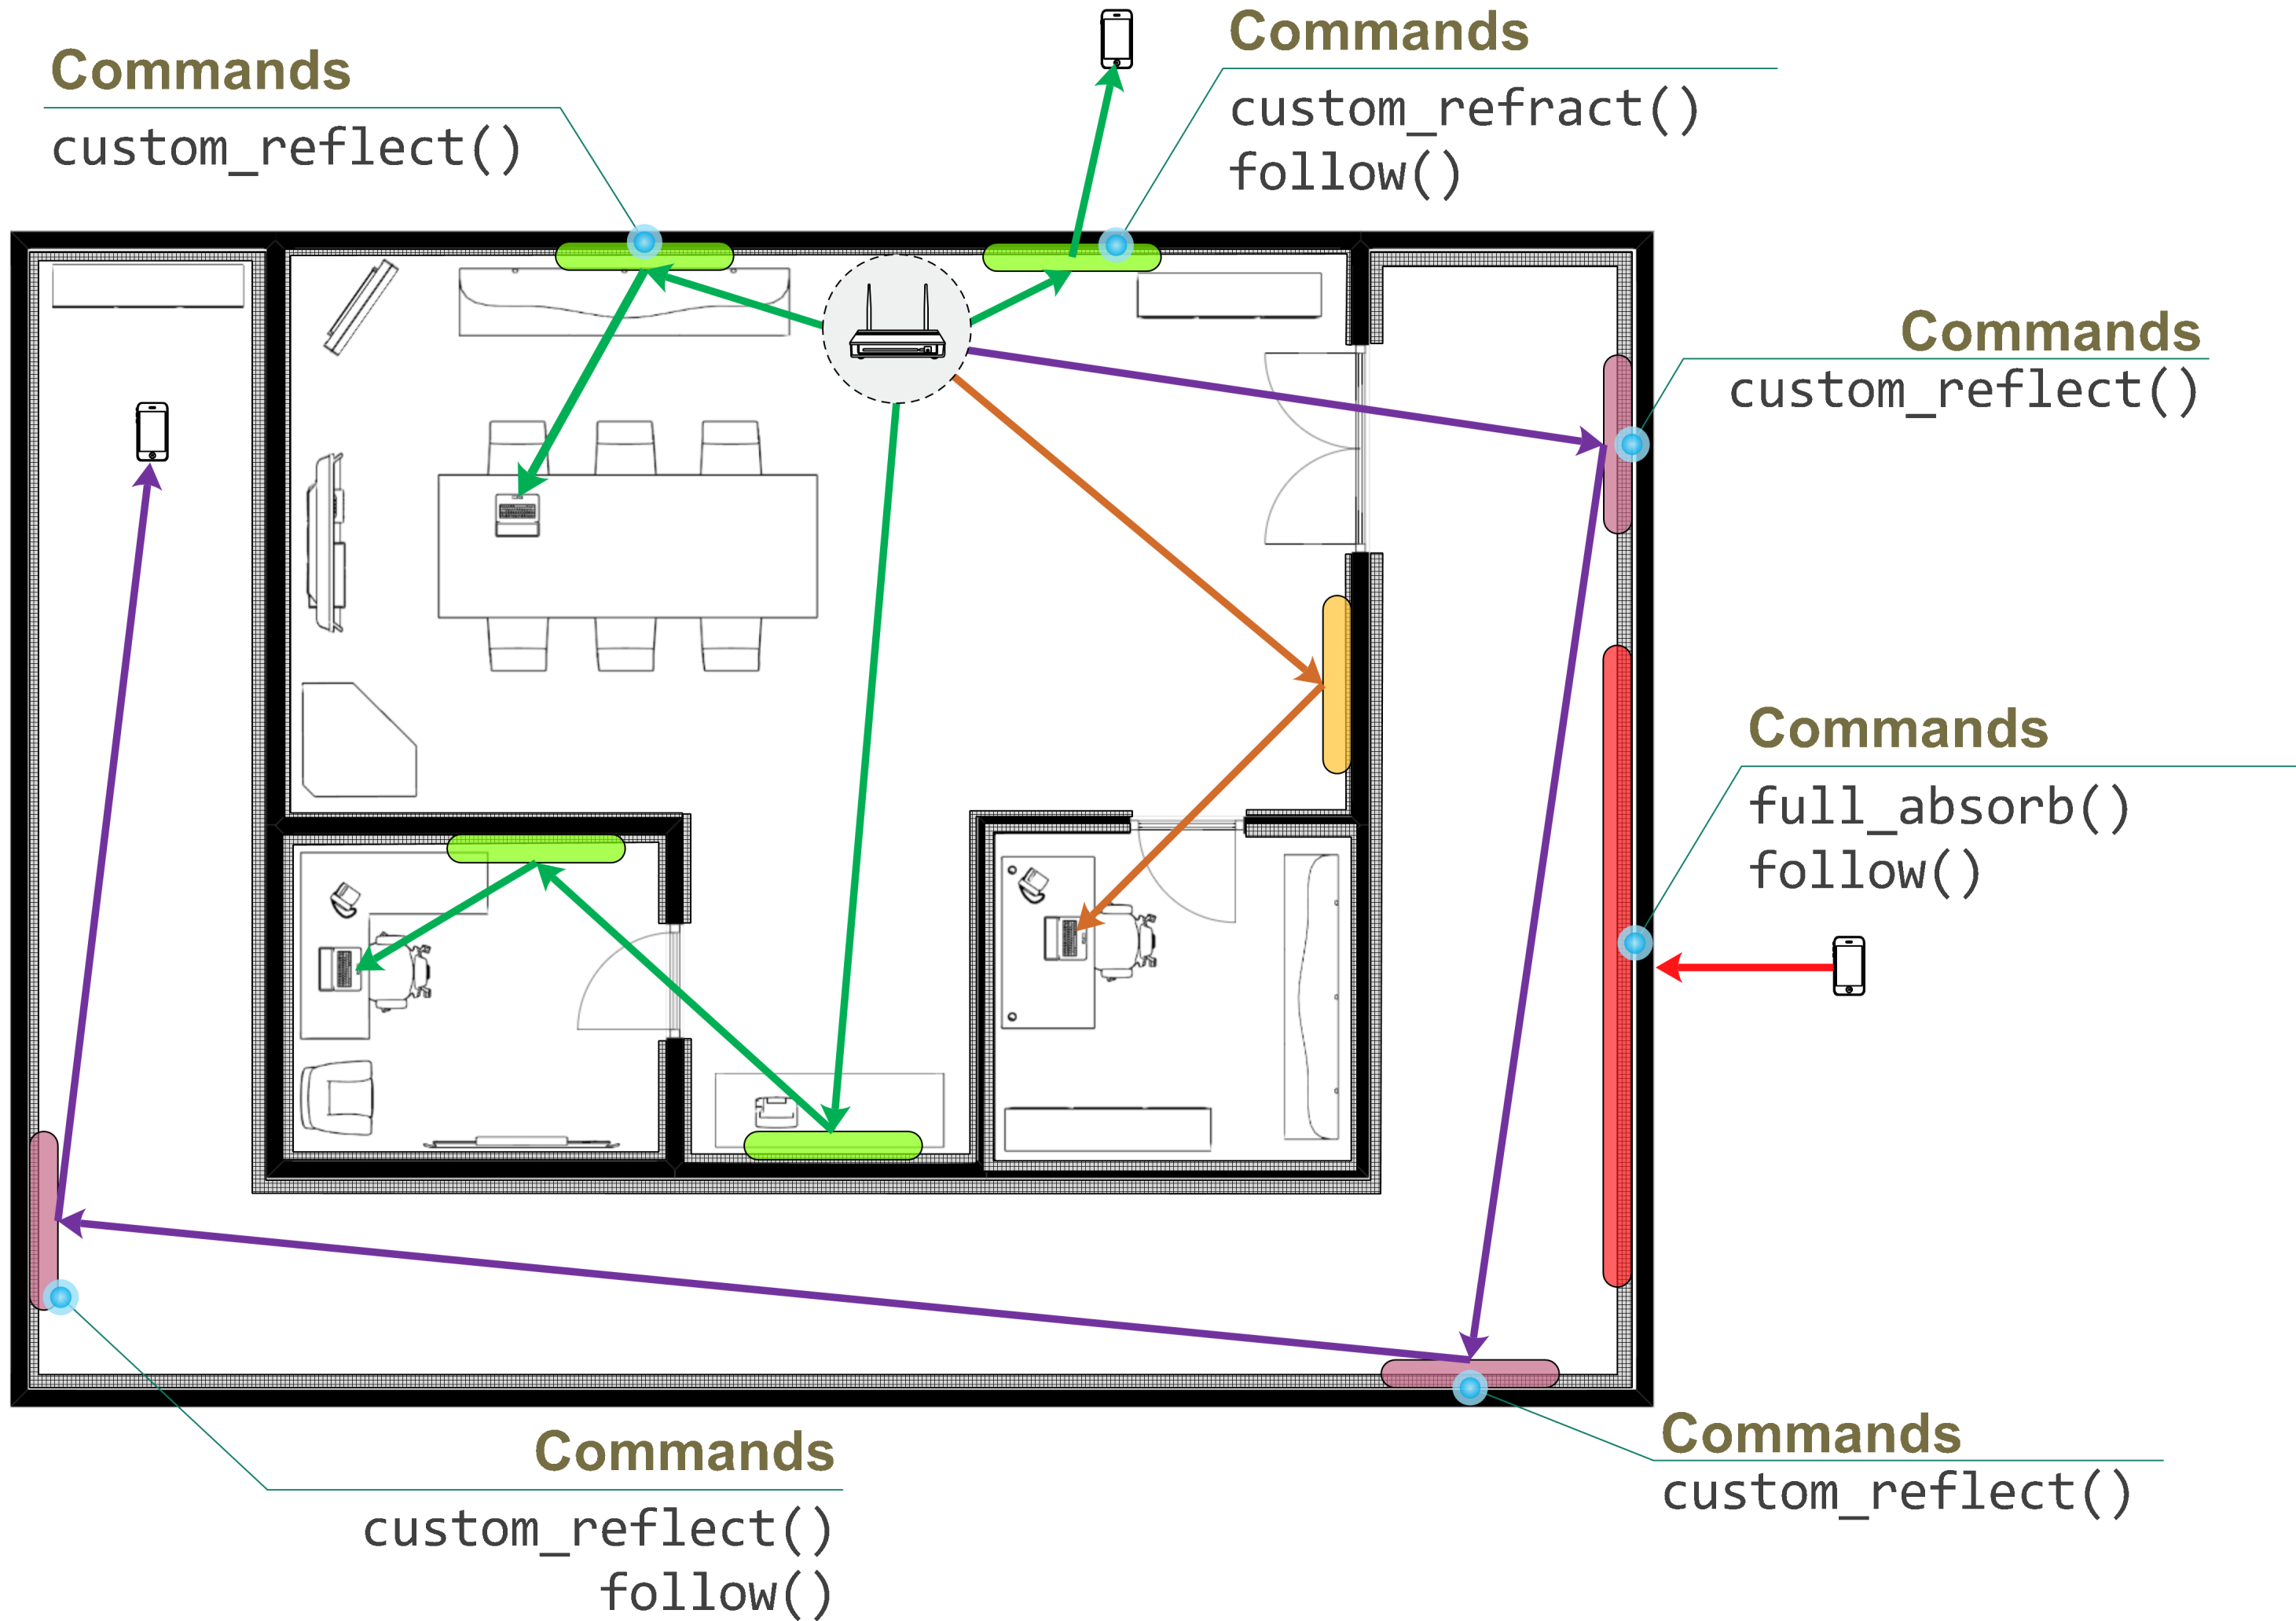 Commands
custom_reflect()
Commands
custom_refract()
follow()
Commands
custom_reflect()
Commands
full_absorb()
follow()
Commands
custom_reflect()
follow()
Commands
custom_reflect()